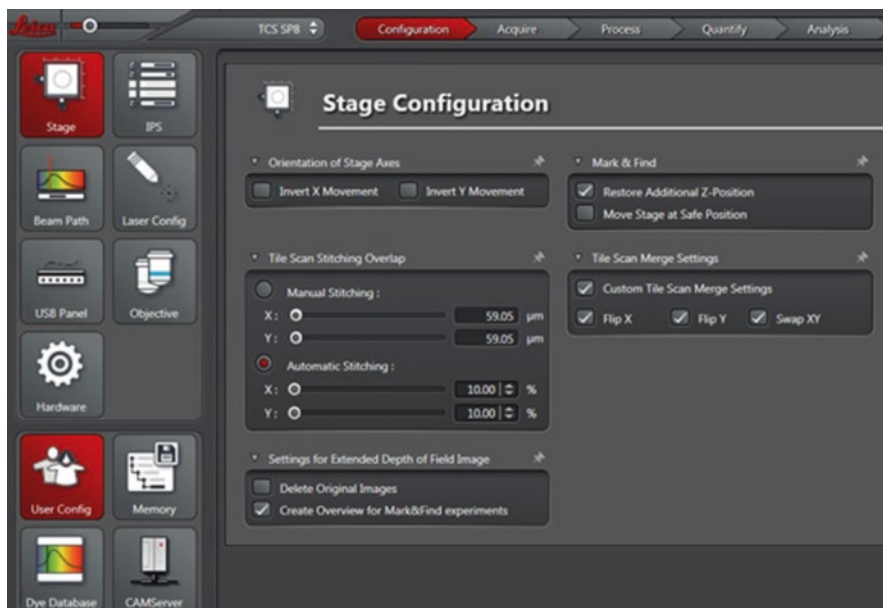 Leica
TCS SP8
Configuration
Acquire
Process
Quantify
Analysis
Stage
IPS
Beam Path
Laser Config
USB Panel
Objective
Hardware
User Config
Memory
Dye Database
CAMServer
Stage Configuration
Orientation of Stage Axes
Invert X Movement
Invert Y Movement
Tile Scan Stitching Overlap
Manual Stitching :
X : 59.05 µm
Y : 59.05 µm
Automatic Stitching :
X : 10.00 %
Y : 10.00 %
Settings for Extended Depth of Field Image
Delete Original Images
Create Overview for Mark&Find experiments
Mark & Find
Restore Additional Z-Position
Move Stage at Safe Position
Tile Scan Merge Settings
Custom Tile Scan Merge Settings
Flip X
Flip Y
Swap XY